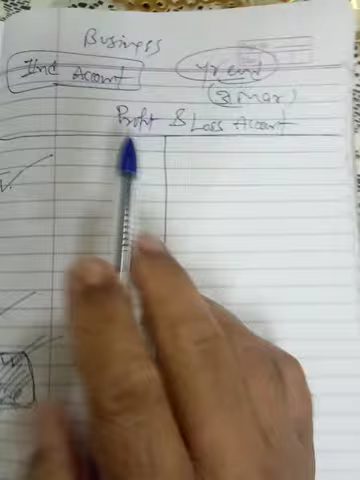 Business
IInd Account
Yr end
(31 Mar)
Profit & Loss Account